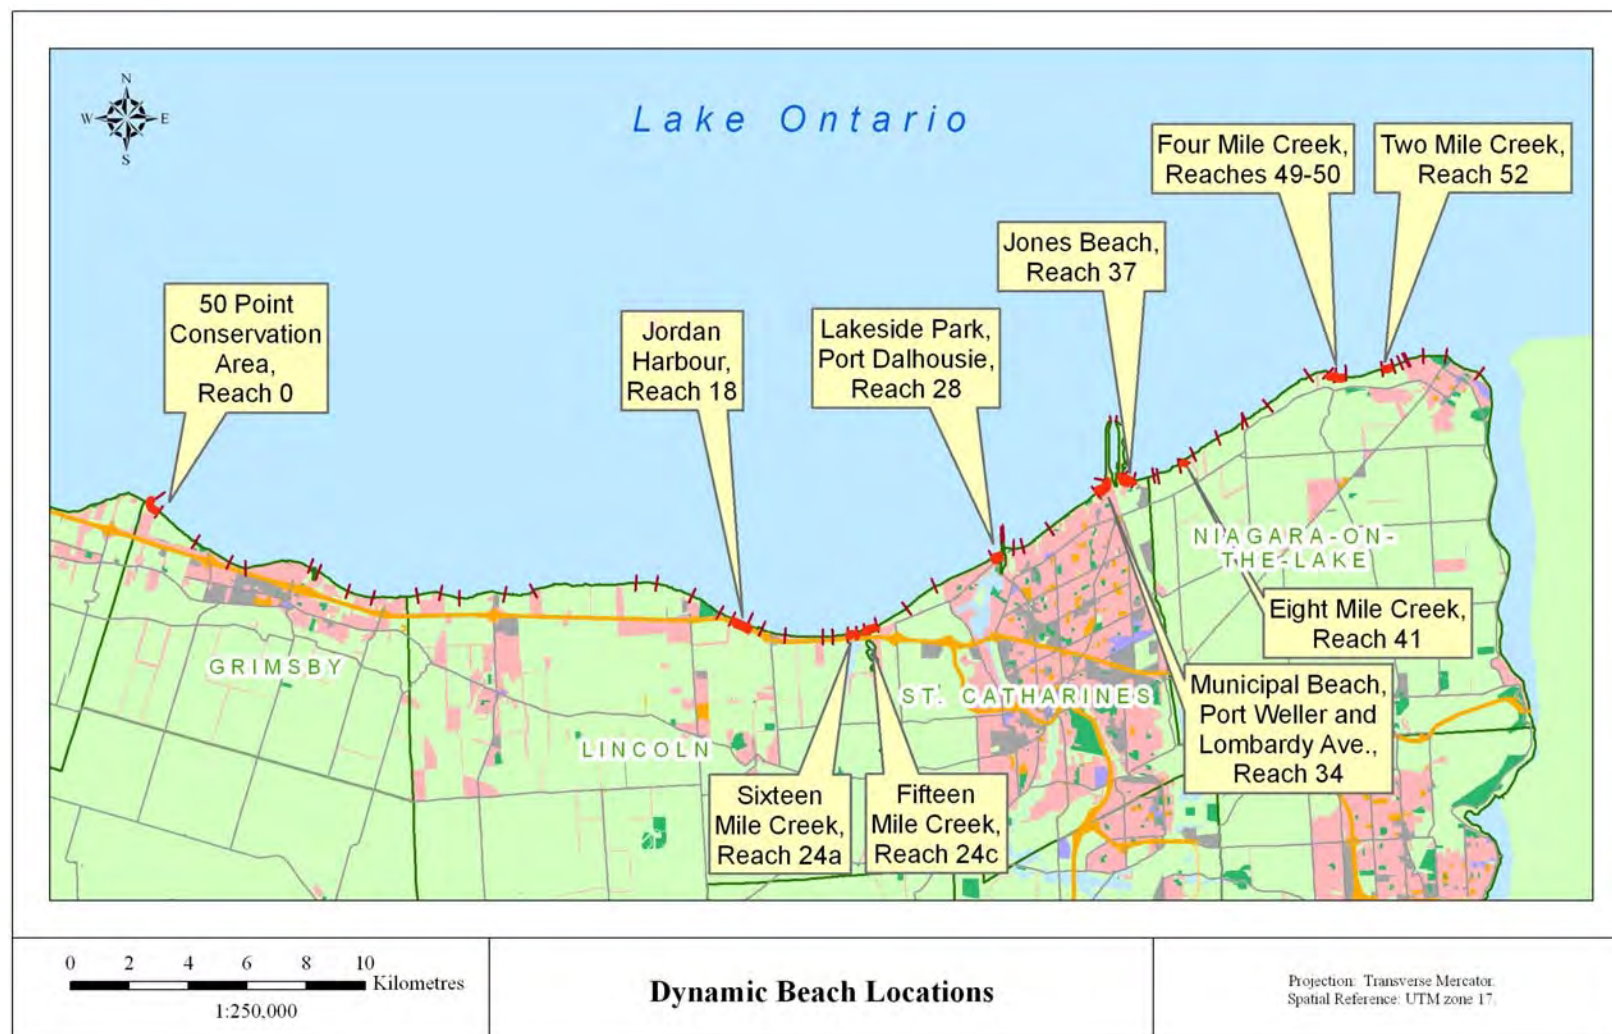 N
W E
S
Lake Ontario
Four Mile Creek,
Reaches 49-50
Two Mile Creek,
Reach 52
Jones Beach,
Reach 37
50 Point
Conservation
Area,
Reach 0
Jordan
Harbour,
Reach 18
Lakeside Park,
Port Dalhousie,
Reach 28
NIAGARA-ON-
THE-LAKE
Eight Mile Creek,
Reach 41
GRIMSBY
LINCOLN
ST. CATHARINES
Municipal Beach,
Port Weller and
Lombardy Ave.,
Reach 34
Sixteen
Mile Creek,
Reach 24a
Fifteen
Mile Creek,
Reach 24c
0 2 4 6 8 10
Kilometres
1:250,000
Dynamic Beach Locations
Projection: Transverse Mercator.
Spatial Reference: UTM zone 17.